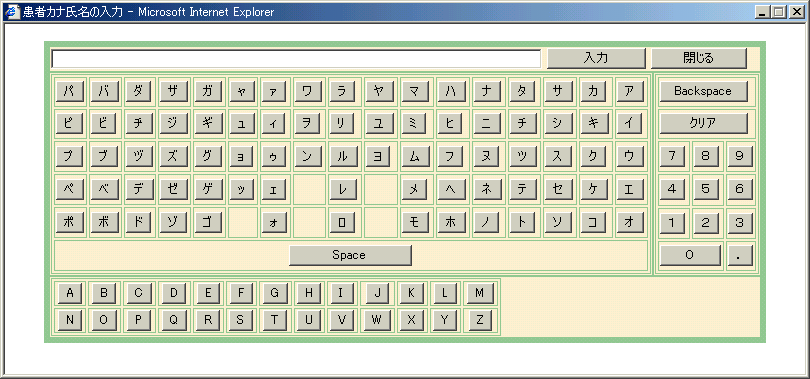 患者カナ氏名の入力 - Microsoft Internet Explorer
入力 閉じる
パ バ ダ ザ ガ ャ ァ ワ ラ ヤ マ ハ ナ タ サ カ ア Backspace
ピ ビ ヂ ジ ギ ュ ィ ヲ リ ユ ミ ヒ ニ チ シ キ イ クリア
プ ブ ヅ ズ グ ョ ゥ ン ル ヨ ム フ ヌ ツ ス ク ウ 7 8 9
ペ ベ デ ゼ ゲ ッ ェ レ メ ヘ ネ テ セ ケ エ 4 5 6
ポ ボ ド ゾ ゴ ォ ロ モ ホ ノ ト ソ コ オ 1 2 3
Space 0 .
A B C D E F G H I J K L M
N O P Q R S T U V W X Y Z